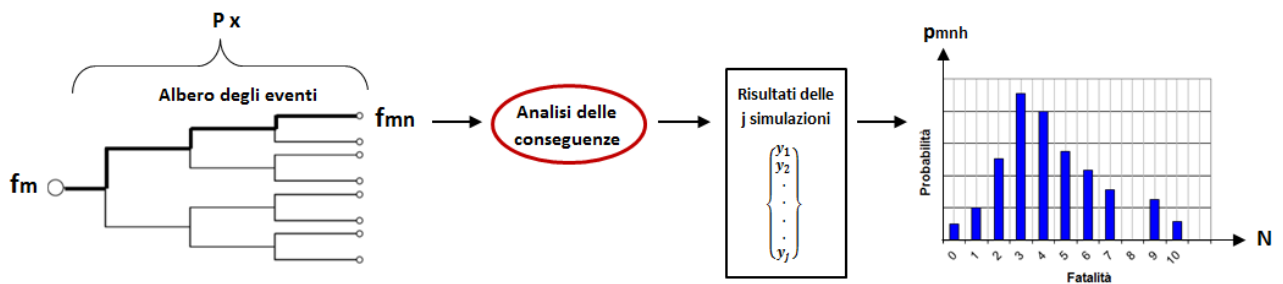 P x
Albero degli eventi
fm
fmn
Analisi delle
conseguenze
Risultati delle
j simulazioni
y1
y2
.
.
.
.
yJ
pmnh
Probabilità
0 1 2 3 4 5 6 7 8 9 10
Fatalità
N